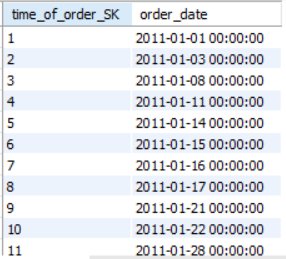 time_of_order_SK order_date
1 2011-01-01 00:00:00
2 2011-01-03 00:00:00
3 2011-01-08 00:00:00
4 2011-01-11 00:00:00
5 2011-01-14 00:00:00
6 2011-01-15 00:00:00
7 2011-01-16 00:00:00
8 2011-01-17 00:00:00
9 2011-01-21 00:00:00
10 2011-01-22 00:00:00
11 2011-01-28 00:00:00